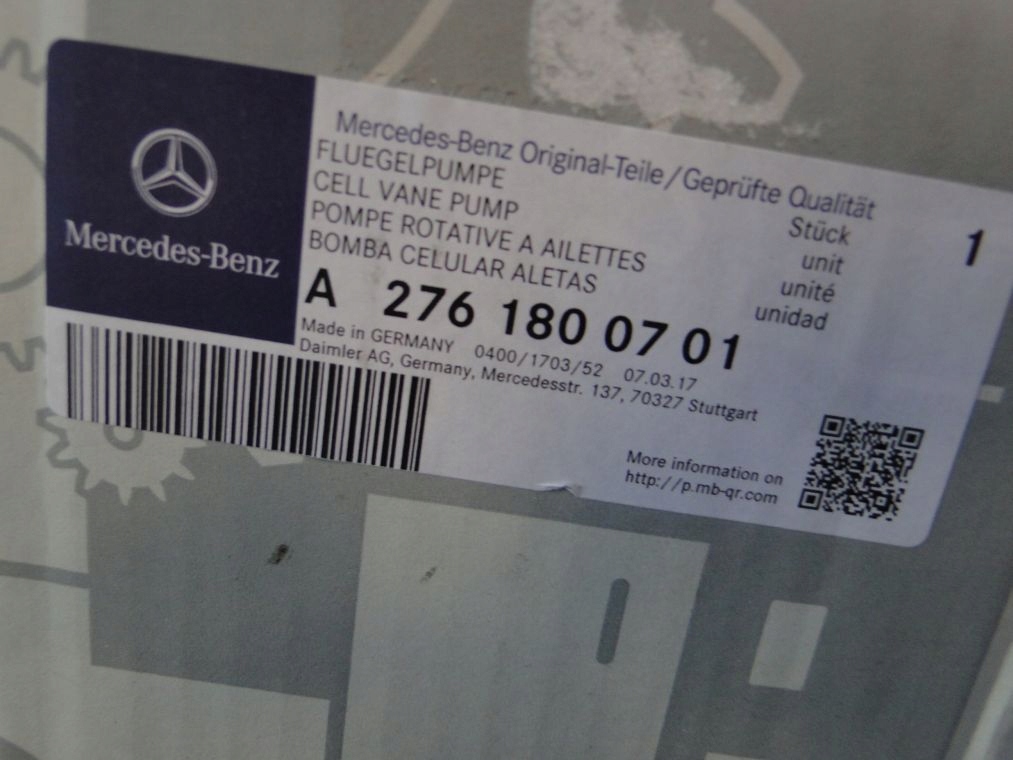 Mercedes-Benz
Mercedes-Benz Original-Teile/Geprüfte Qualität
FLUEGELPUMPE
CELL VANE PUMP
POMPE ROTATIVE A AILETTES
BOMBA CELULAR ALETAS
Stück 1
unit
unité
unidad
A 276 180 07 01
Made in GERMANY 0400/1703/52 07.03.17
Daimler AG, Germany, Mercedesstr. 137, 70327 Stuttgart
More information on
http://p.mb-qr.com